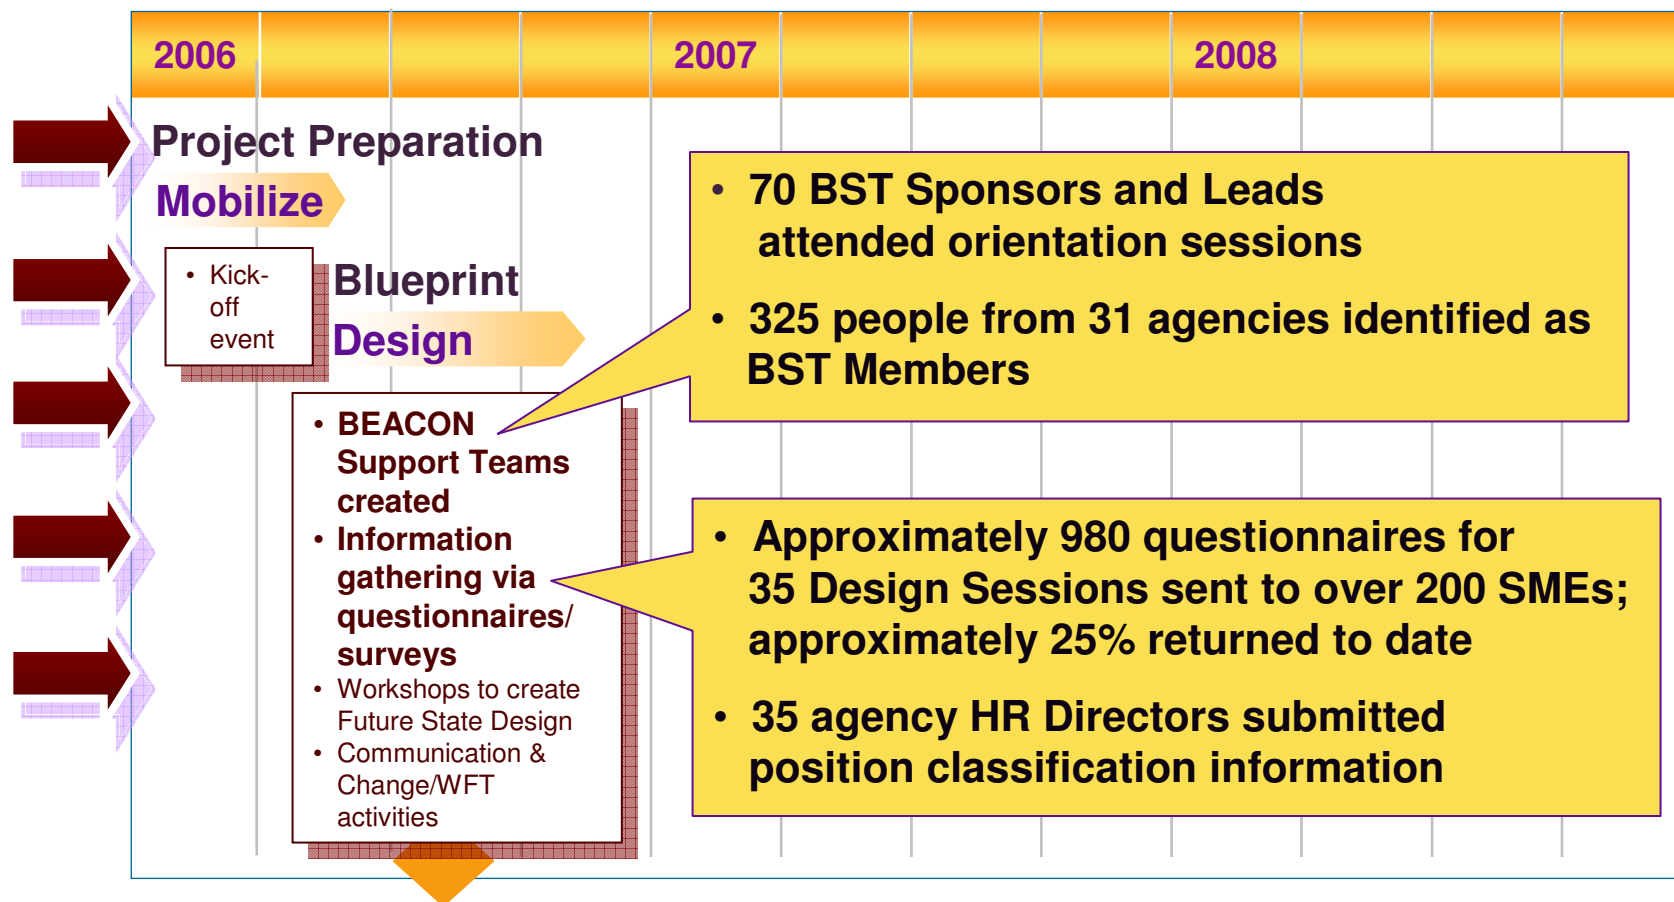 2006
2007
2008
Project Preparation
Mobilize
• Kick-
off
event
Blueprint
Design
• BEACON
Support Teams
created
• Information
gathering via
questionnaires/
surveys
• Workshops to create
Future State Design
• Communication &
Change/WFT
activities
• 70 BST Sponsors and Leads
attended orientation sessions
• 325 people from 31 agencies identified as
BST Members
• Approximately 980 questionnaires for
35 Design Sessions sent to over 200 SMEs;
approximately 25% returned to date
• 35 agency HR Directors submitted
position classification information